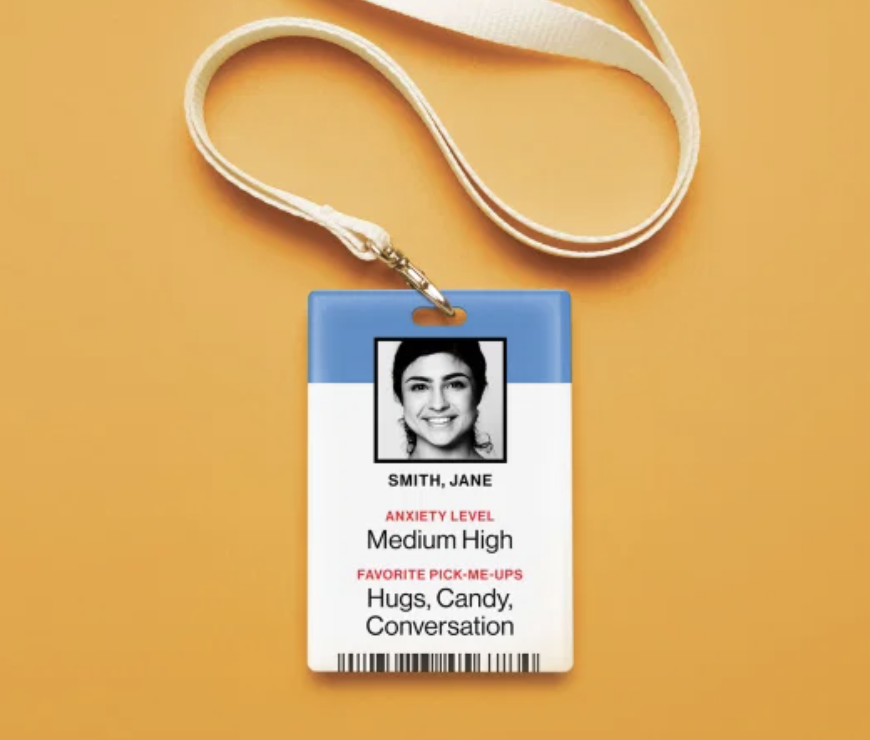 SMITH, JANE
ANXIETY LEVEL
Medium High
FAVORITE PICK-ME-UPS
Hugs, Candy,
Conversation